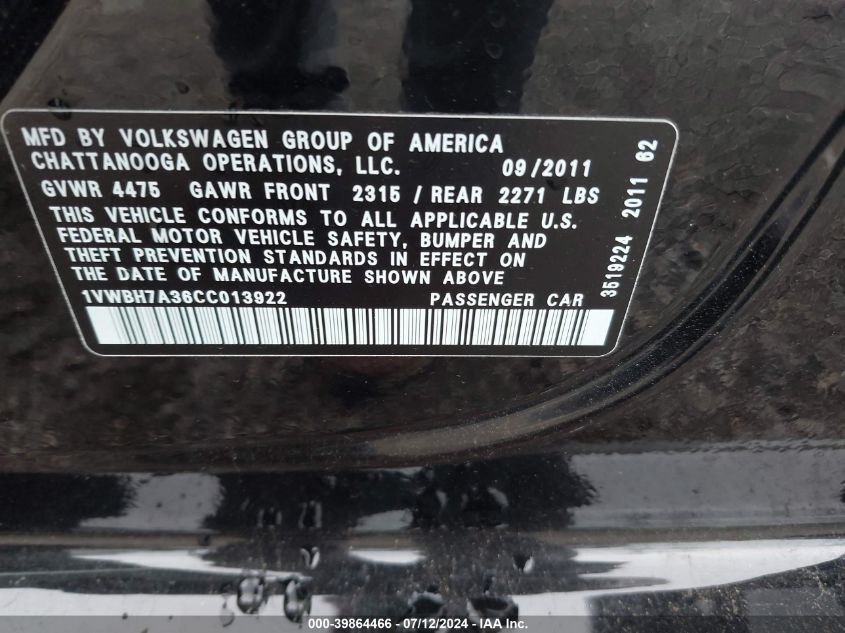 MFD BY VOLKSWAGEN GROUP OF AMERICA
CHATTANOOGA OPERATIONS, LLC. 09/2011
GVWR 4475 GAWR FRONT 2315 / REAR 2271 LBS
THIS VEHICLE CONFORMS TO ALL APPLICABLE U.S.
FEDERAL MOTOR VEHICLE SAFETY, BUMPER AND
THEFT PREVENTION STANDARDS IN EFFECT ON
THE DATE OF MANUFACTURE SHOWN ABOVE
1VWBH7A36CC013922 PASSENGER CAR
3519224 2011 62
000-39864466 - 07/12/2024 - IAA Inc.